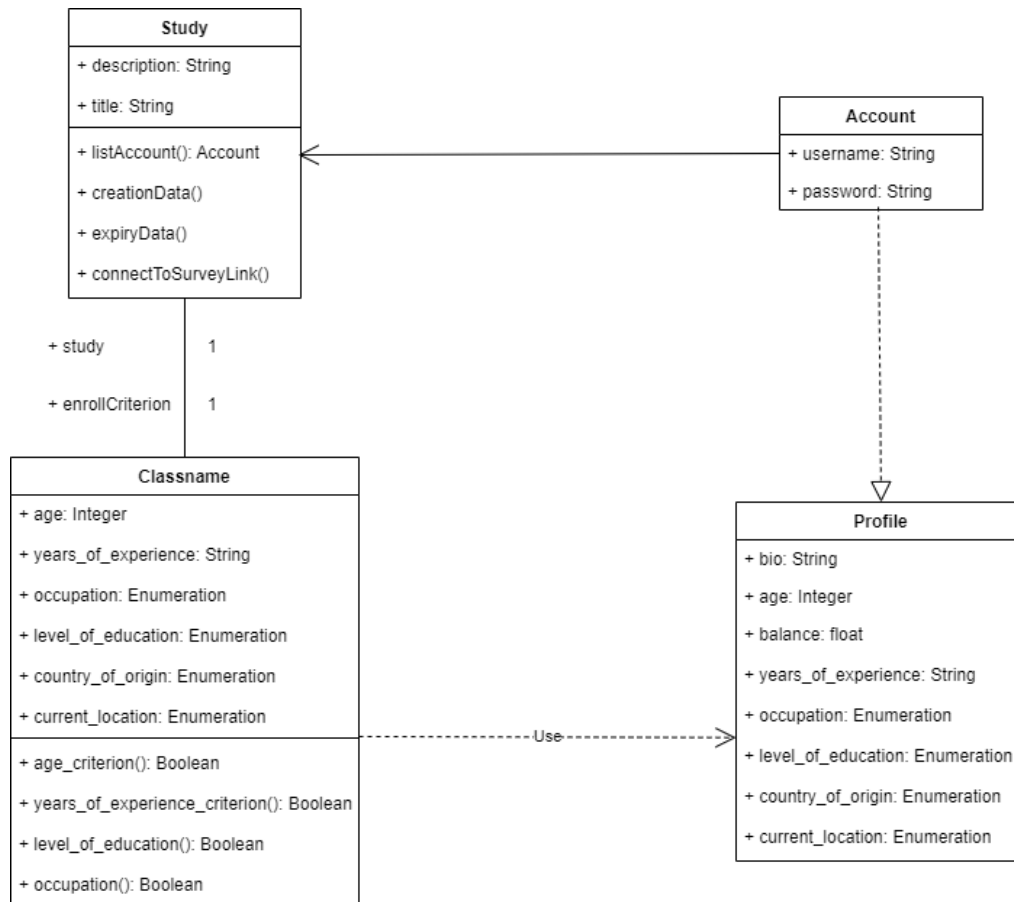 Study
+ description: String
+ title: String
+ listAccount(): Account
+ creationData()
+ expiryData()
+ connectToSurveyLink()
Account
+ username: String
+ password: String
+ study 1
+ enrollCriterion 1
Classname
+ age: Integer
+ years_of_experience: String
+ occupation: Enumeration
+ level_of_education: Enumeration
+ country_of_origin: Enumeration
+ current_location: Enumeration
+ age_criterion(): Boolean
+ years_of_experience_criterion(): Boolean
+ level_of_education(): Boolean
+ occupation(): Boolean
Use
Profile
+ bio: String
+ age: Integer
+ balance: float
+ years_of_experience: String
+ occupation: Enumeration
+ level_of_education: Enumeration
+ country_of_origin: Enumeration
+ current_location: Enumeration